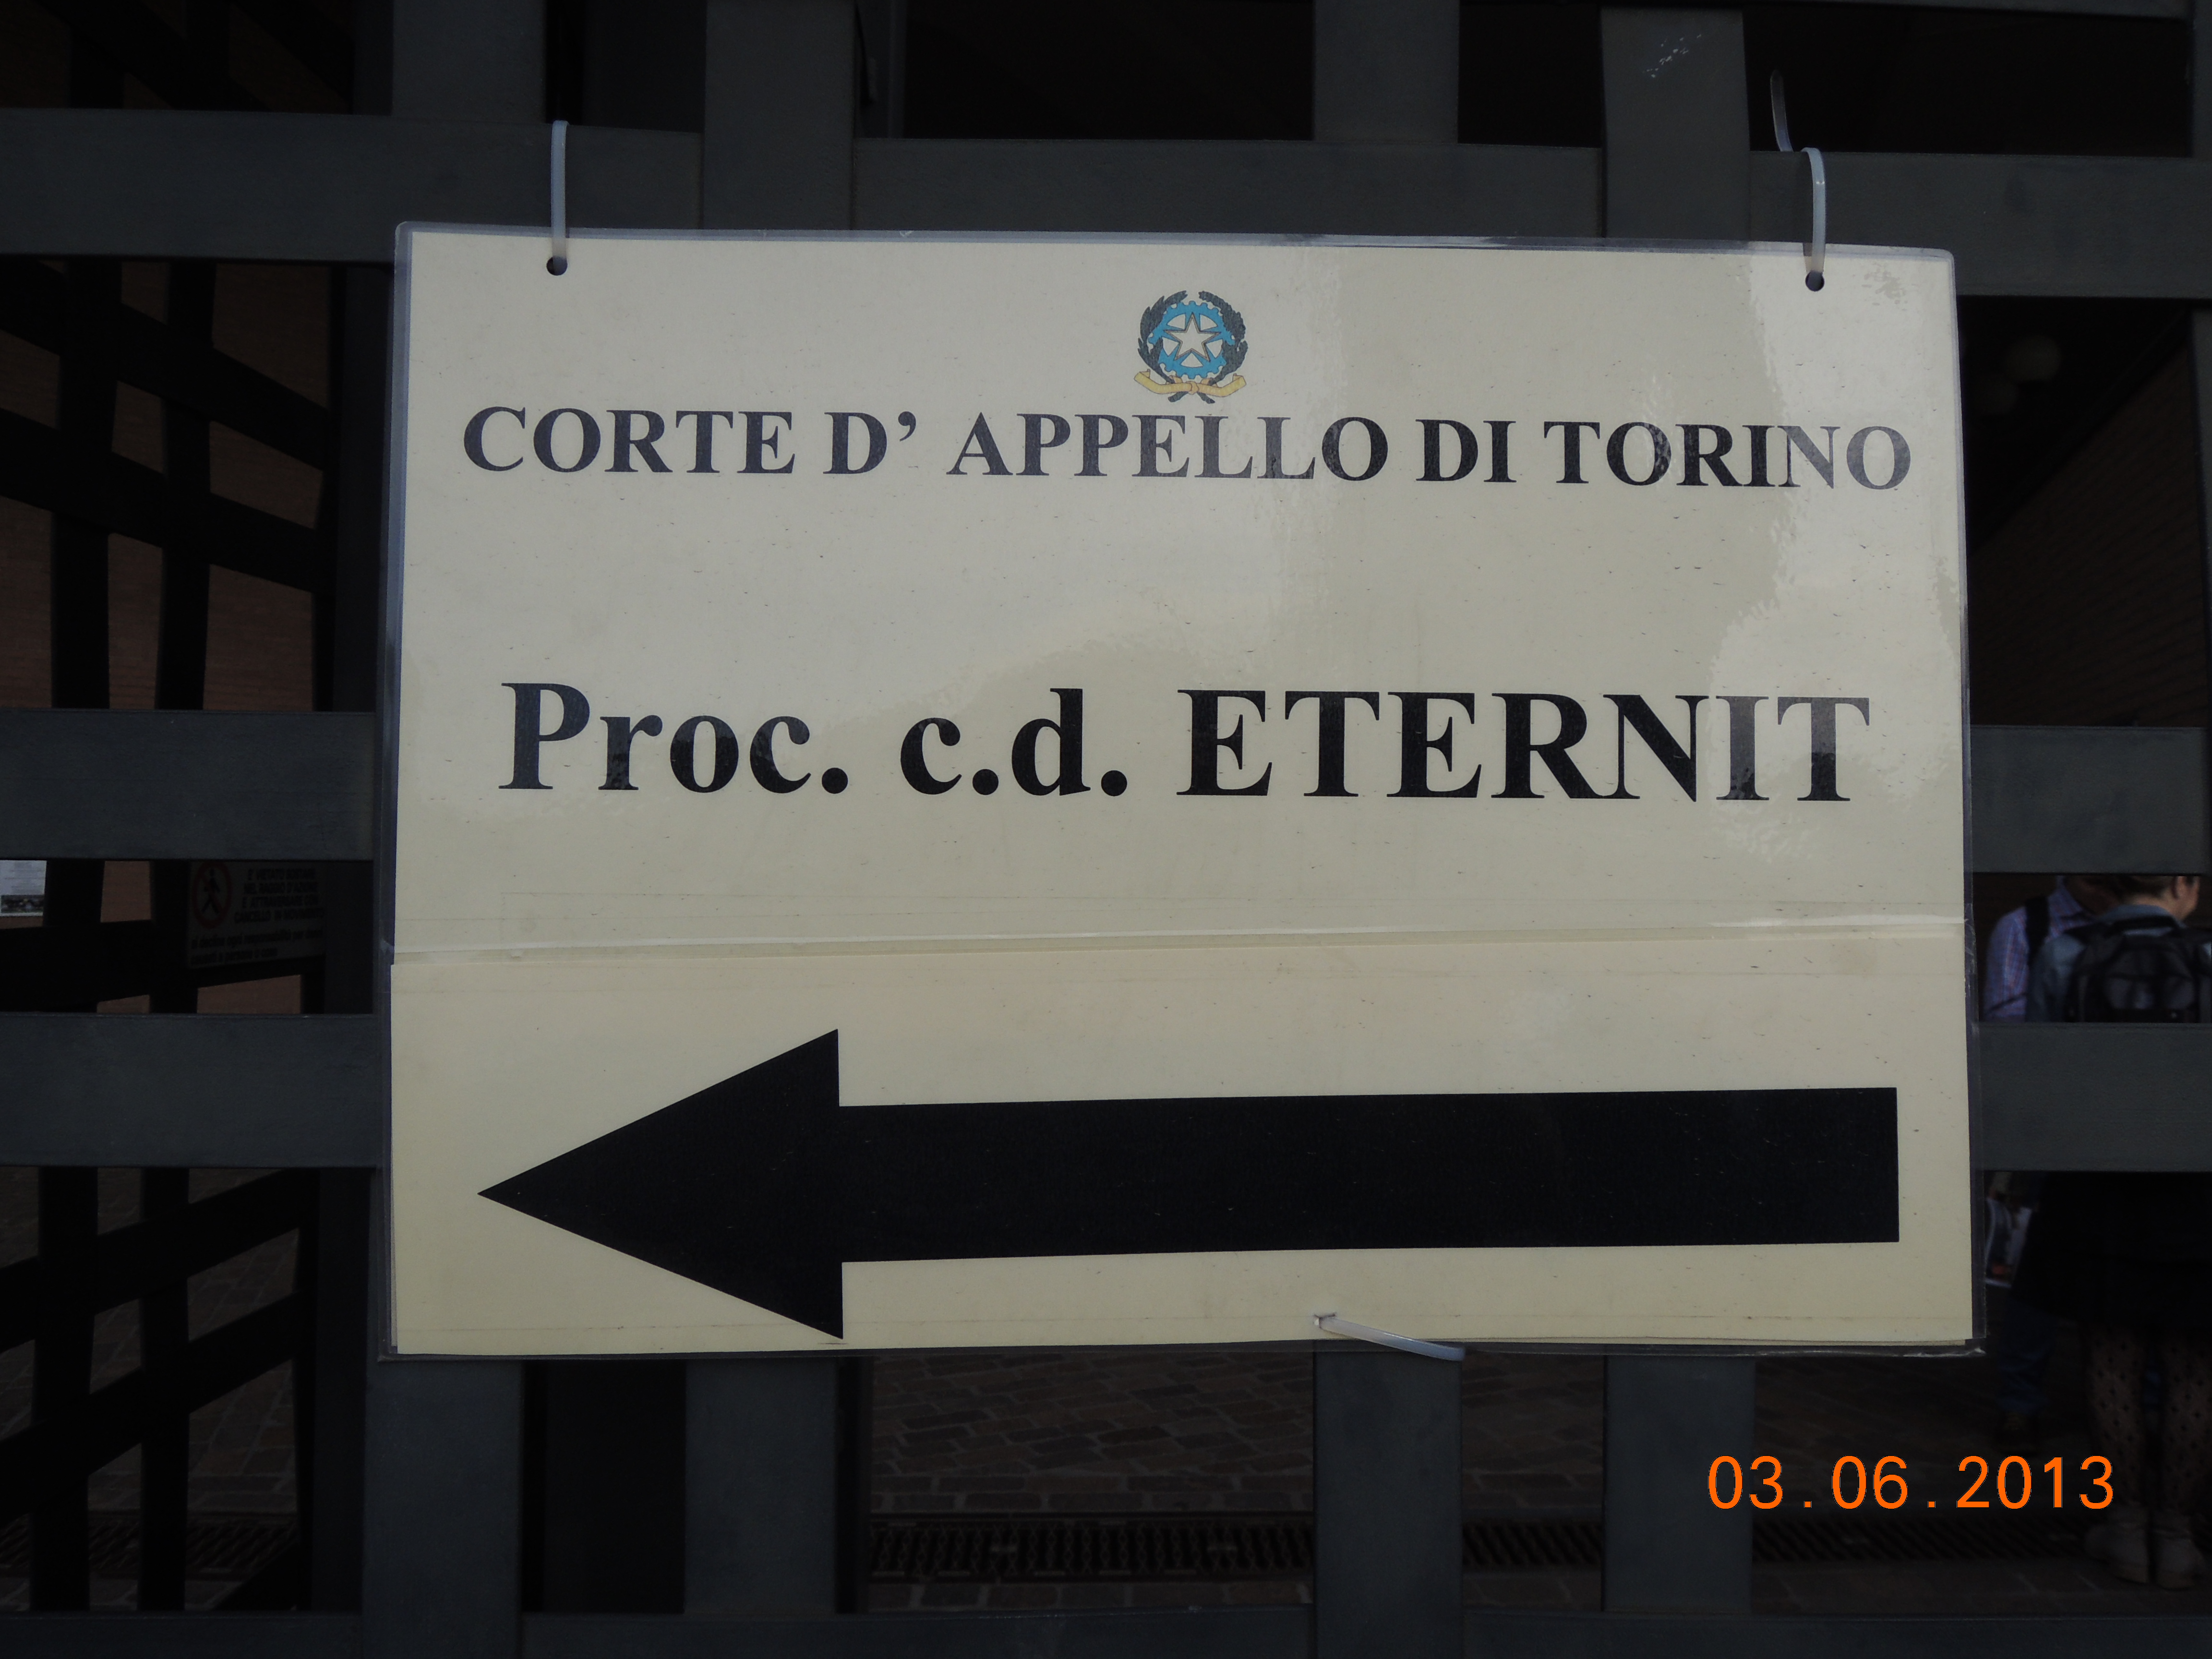 CORTE D’ APPELLO DI TORINO
Proc. c.d. ETERNIT
03.06.2013